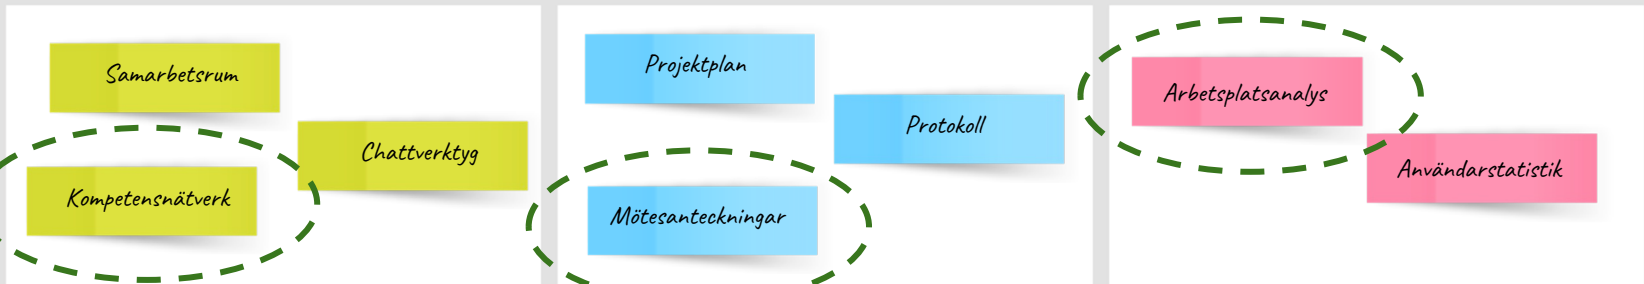 Samarbetsrum
Chattverktyg
Kompetensnätverk
Projektplan
Protokoll
Mötesanteckningar
Arbetsplatsanalys
Användarstatistik